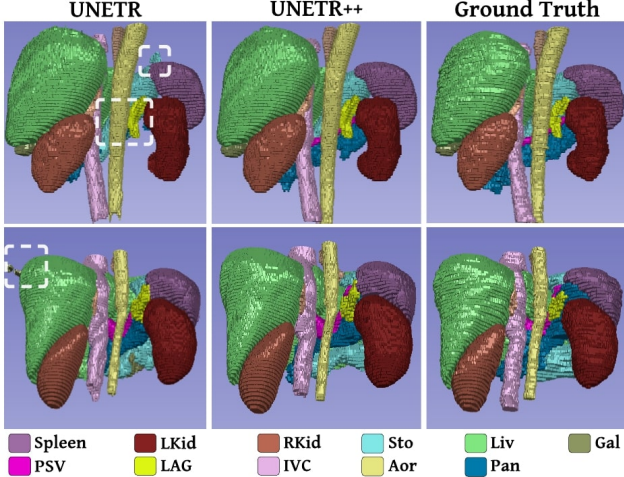 UNETR UNETR++ Ground Truth
Spleen LKid RKid Sto Liv Gal
PSV LAG IVC Aor Pan